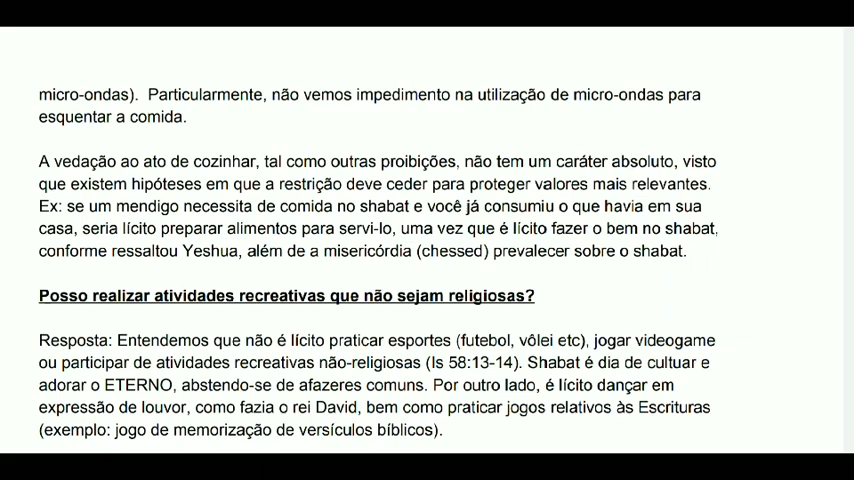 micro-ondas). Particularmente, não vemos impedimento na utilização de micro-ondas para
esquentar a comida.
A vedação ao ato de cozinhar, tal como outras proibições, não tem um caráter absoluto, visto
que existem hipóteses em que a restrição deve ceder para proteger valores mais relevantes.
Ex: se um mendigo necessita de comida no shabat e você já consumiu o que havia em sua
casa, seria lícito preparar alimentos para servi-lo, uma vez que é lícito fazer o bem no shabat,
conforme ressaltou Yeshua, além de a misericórdia (chessed) prevalecer sobre o shabat.
Posso realizar atividades recreativas que não sejam religiosas?
Resposta: Entendemos que não é lícito praticar esportes (futebol, vôlei etc), jogar videogame
ou participar de atividades recreativas não-religiosas (Is 58:13-14). Shabat é dia de cultuar e
adorar o ETERNO, abstendo-se de afazeres comuns. Por outro lado, é lícito dançar em
expressão de louvor, como fazia o rei David, bem como praticar jogos relativos às Escrituras
(exemplo: jogo de memorização de versículos bíblicos).